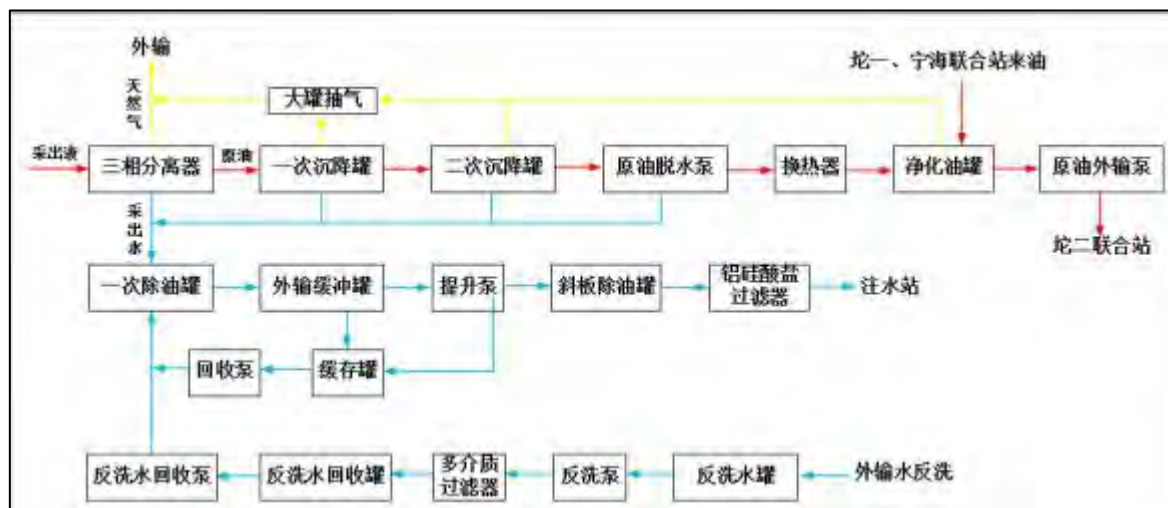 外输
坨一、宁海联合站来油
天然气
大罐抽气
采出液
三相分离器
原油
一次沉降罐
二次沉降罐
原油脱水泵
换热器
净化油罐
原油外输泵
采出水
坨二联合站
一次除油罐
外输缓冲罐
提升泵
斜板除油罐
铝硅酸盐
过滤器
注水站
回收泵
缓存罐
反洗水回收泵
反洗水回收罐
多介质
过滤器
反洗泵
反洗水罐
外输水反洗